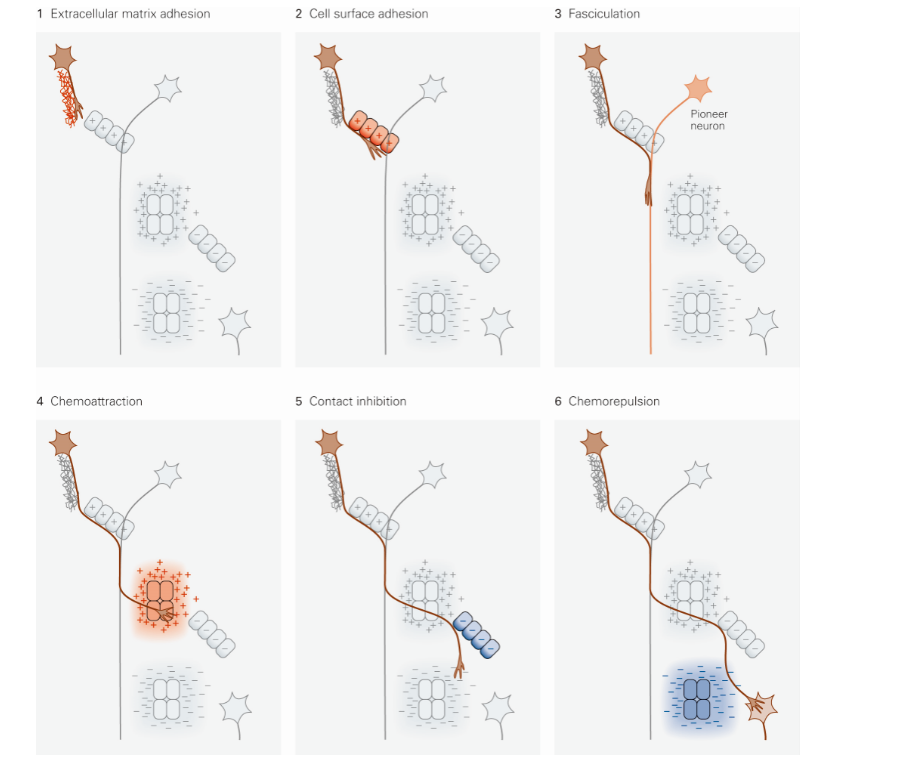 1 Extracellular matrix adhesion
2 Cell surface adhesion
3 Fasciculation
Pioneer
neuron
4 Chemoattraction
5 Contact inhibition
6 Chemorepulsion